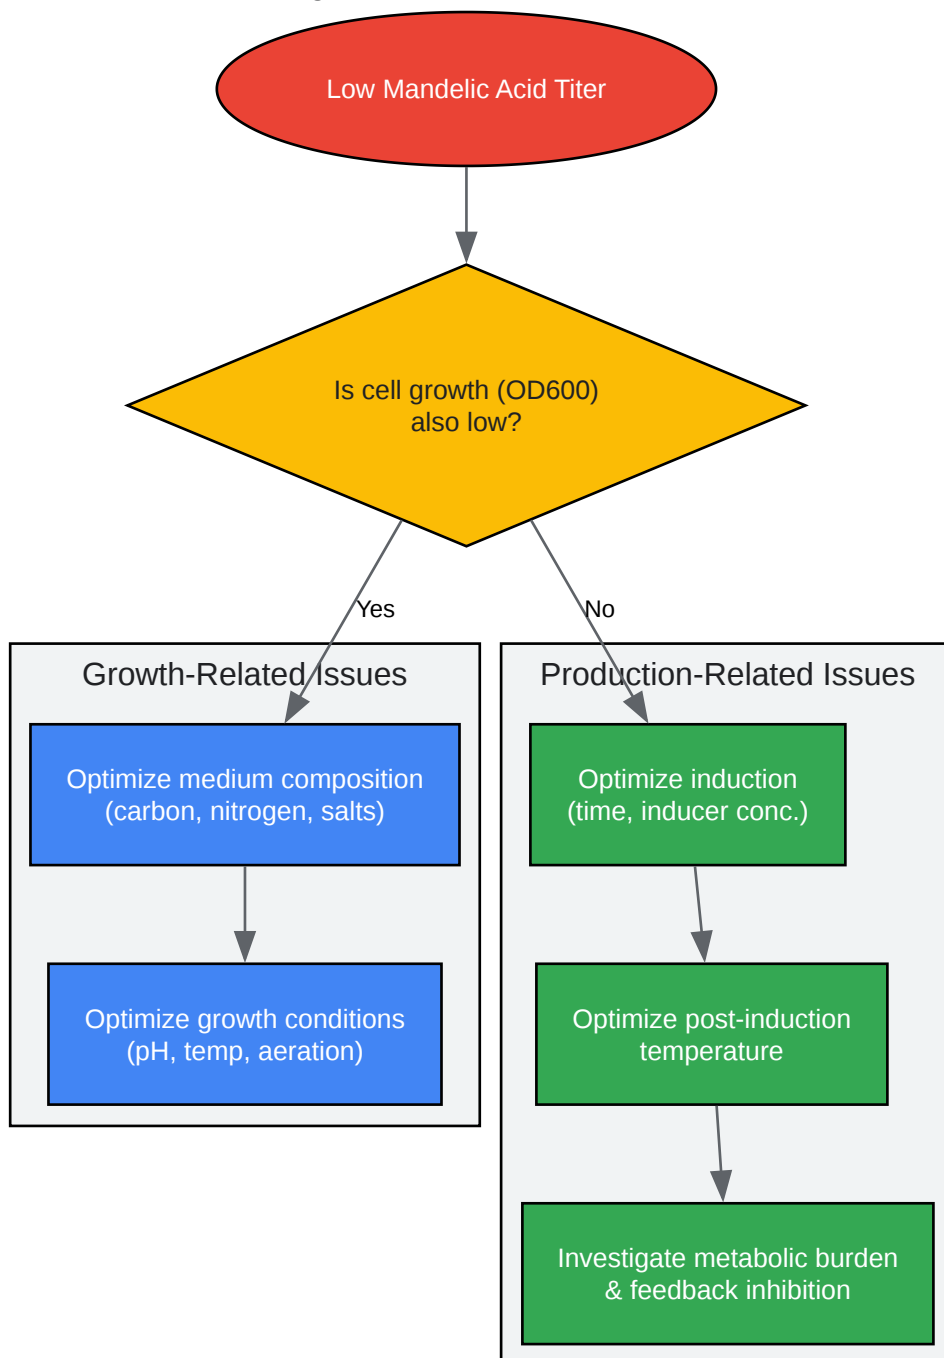 Low Mandelic Acid Titer
Is cell growth (OD600)
also low?
Yes
No
Growth-Related Issues
Optimize medium composition
(carbon, nitrogen, salts)
Optimize growth conditions
(pH, temp, aeration)
Production-Related Issues
Optimize induction
(time, inducer conc.)
Optimize post-induction
temperature
Investigate metabolic burden
& feedback inhibition